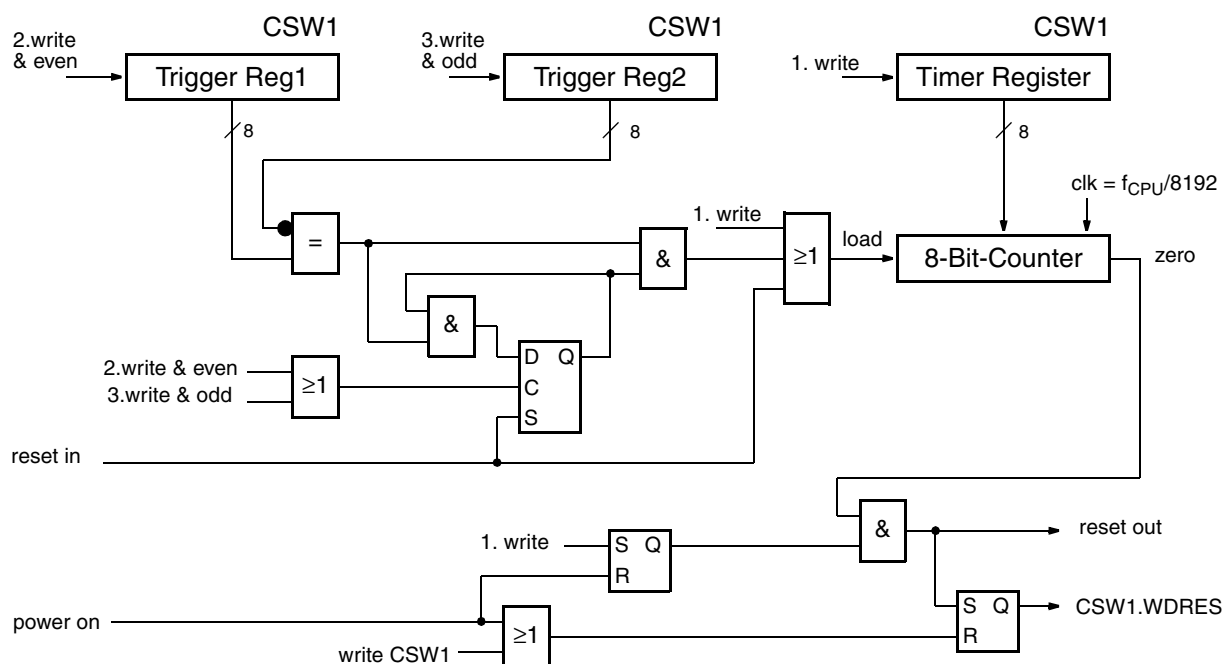 CSW1 CSW1 CSW1
2.write
& even
3.write
& odd
1. write
Trigger Reg1
Trigger Reg2
Timer Register
8
8
8
clk = fCPU/8192
1. write
load
=
&
≥1
8-Bit-Counter
zero
&
D Q
2.write & even
≥1
C
3.write & odd
S
reset in
&
reset out
1. write
S Q
R
S Q
CSW1.WDRES
power on
≥1
R
write CSW1